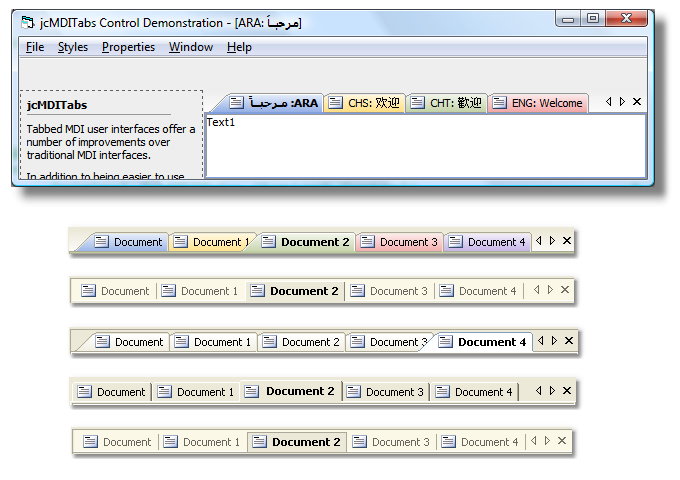 jcMDITabs Control Demonstration - [ARA: مرحباً]
File Styles Properties Window Help
jcMDITabs
Tabbed MDI user interfaces offer a
number of improvements over
traditional MDI interfaces.
In addition to being easier to use
مرحباً :ARA CHS: 欢迎 CHT: 歡迎 ENG: Welcome
Text1
Document Document 1 Document 2 Document 3 Document 4
Document Document 1 Document 2 Document 3 Document 4
Document Document 1 Document 2 Document 3 Document 4
Document Document 1 Document 2 Document 3 Document 4
Document Document 1 Document 2 Document 3 Document 4